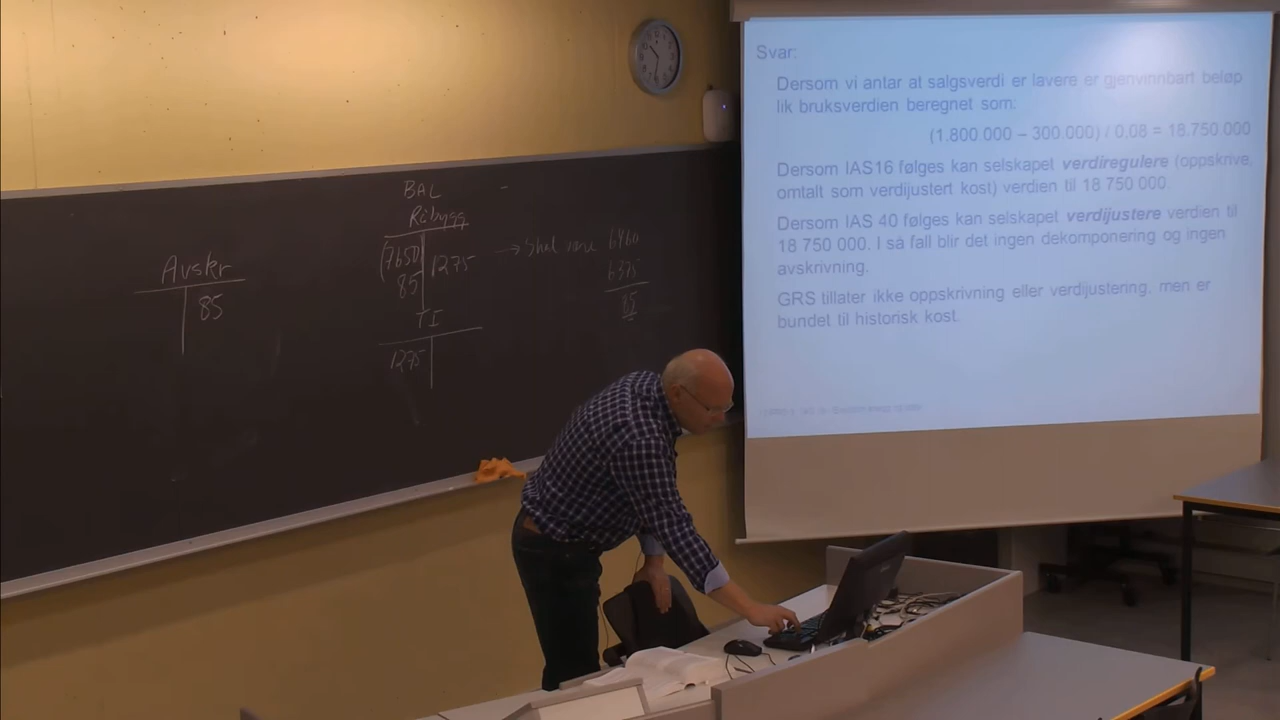 BAL
Råbygg
(7650)
1275
85
TI
1275
Avskr
85
→ Skal være 6460
6375
85
Svar:
Dersom vi antar at salgsverdi er lavere er gjenvinnbart beløp
lik bruksverdien beregnet som:
(1.800 000 – 300.000) / 0,08 = 18.750 000
Dersom IAS16 følges kan selskapet verdiregulere (oppskrive,
omtalt som verdijustert kost) verdien til 18 750 000.
Dersom IAS 40 følges kan selskapet verdijustere verdien til
18 750 000. I så fall blir det ingen dekomponering og ingen
avskrivning.
GRS tillater ikke oppskrivning eller verdijustering, men er
bundet til historisk kost.